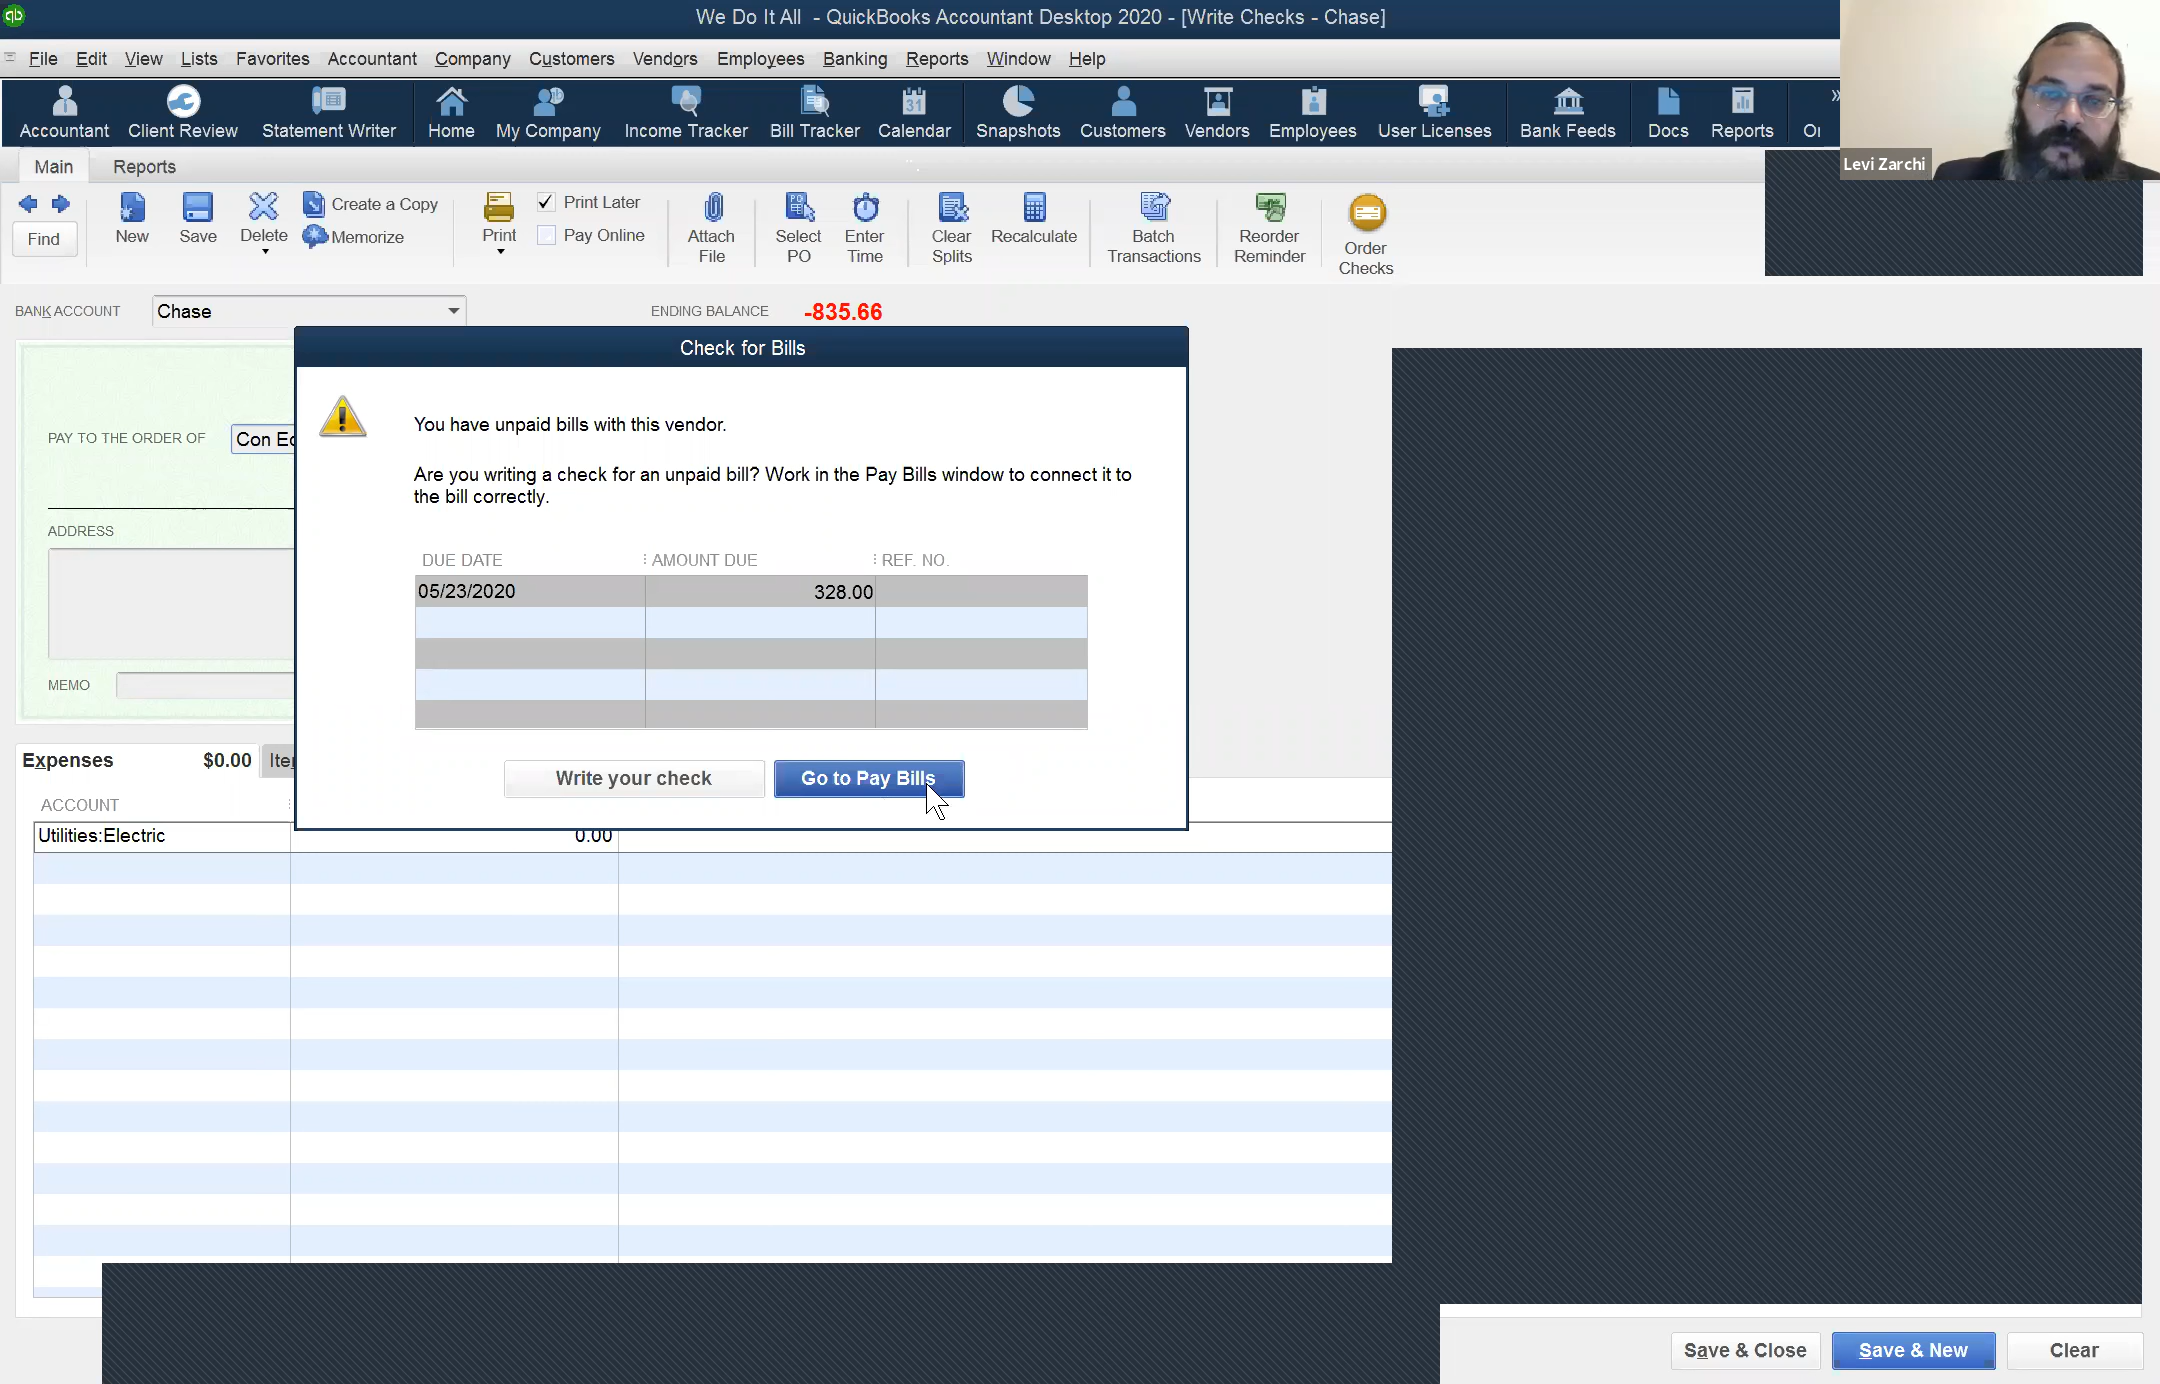 qb
We Do It All - QuickBooks Accountant Desktop 2020 - [Write Checks - Chase]
File Edit View Lists Favorites Accountant Company Customers Vendors Employees Banking Reports Window Help
Accountant Client Review Statement Writer Home My Company Income Tracker Bill Tracker Calendar Snapshots Customers Vendors Employees User Licenses Bank Feeds Docs Reports
31
Levi Zarchi
Main Reports
Find
New Save Delete
Create a Copy
Memorize
Print
Print Later
Pay Online
Attach
File
Select
PO
Enter
Time
Clear
Splits
Recalculate
Batch
Transactions
Reorder
Reminder
Order
Checks
BANK ACCOUNT Chase ENDING BALANCE -835.66
Check for Bills
PAY TO THE ORDER OF Con
ADDRESS
MEMO
You have unpaid bills with this vendor.
Are you writing a check for an unpaid bill? Work in the Pay Bills window to connect it to
the bill correctly.
DUE DATE AMOUNT DUE REF. NO.
05/23/2020 328.00
Write your check Go to Pay Bills
Expenses $0.00
ACCOUNT
Utilities:Electric 0.00
Save & Close Save & New Clear